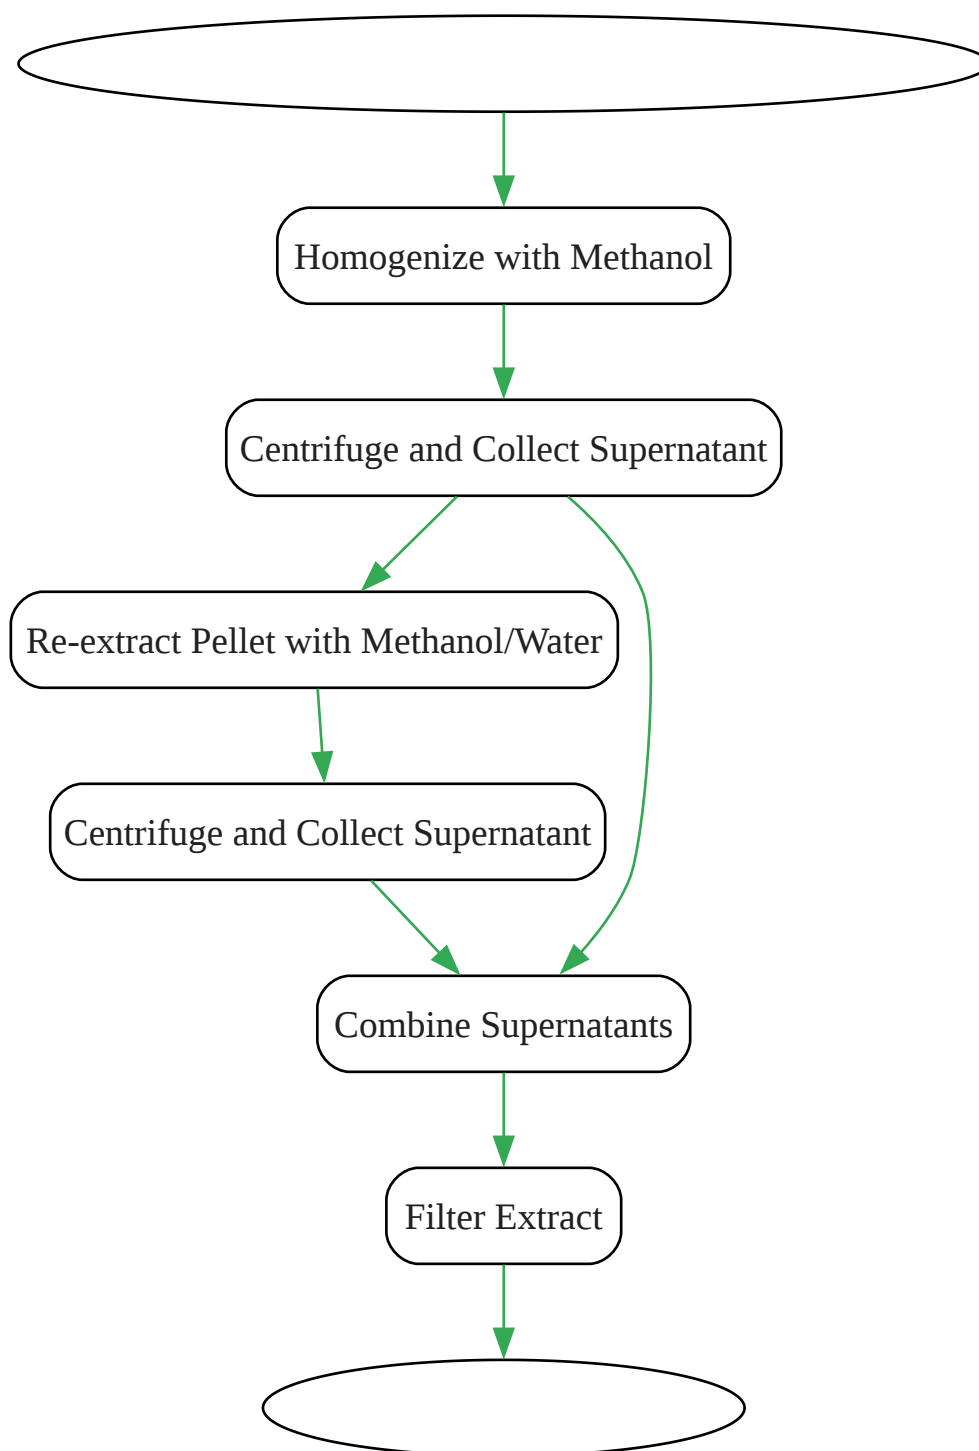 Homogenize with Methanol
Centrifuge and Collect Supernatant
Re-extract Pellet with Methanol/Water
Centrifuge and Collect Supernatant
Combine Supernatants
Filter Extract